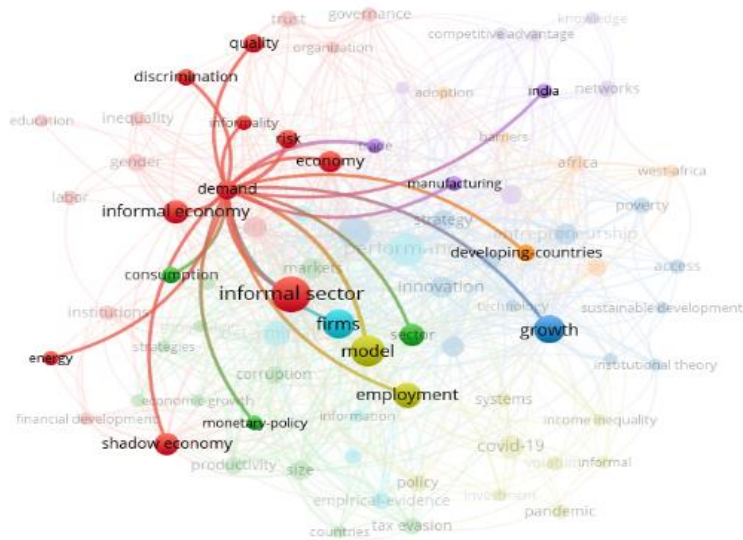 trust
governance
knowledge
quality
organization
competitive advantage
discrimination
adoption
india
networks
education
inequality
informality
risk
trade
barriers
gender
economy
africa
west-africa
labor
demand
manufacturing
poverty
informal economy
strategy
entrepreneurship
performance
developing-countries
consumption
markets
access
informal sector
innovation
technology
sustainable development
institutions
firms
sector
growth
strategies
model
energy
institutional theory
corruption
economic-growth
employment
systems
financial development
monetary-policy
information
income inequality
shadow economy
covid-19
productivity
size
informal
policy
empirical-evidence
investment
pandemic
countries
tax evasion